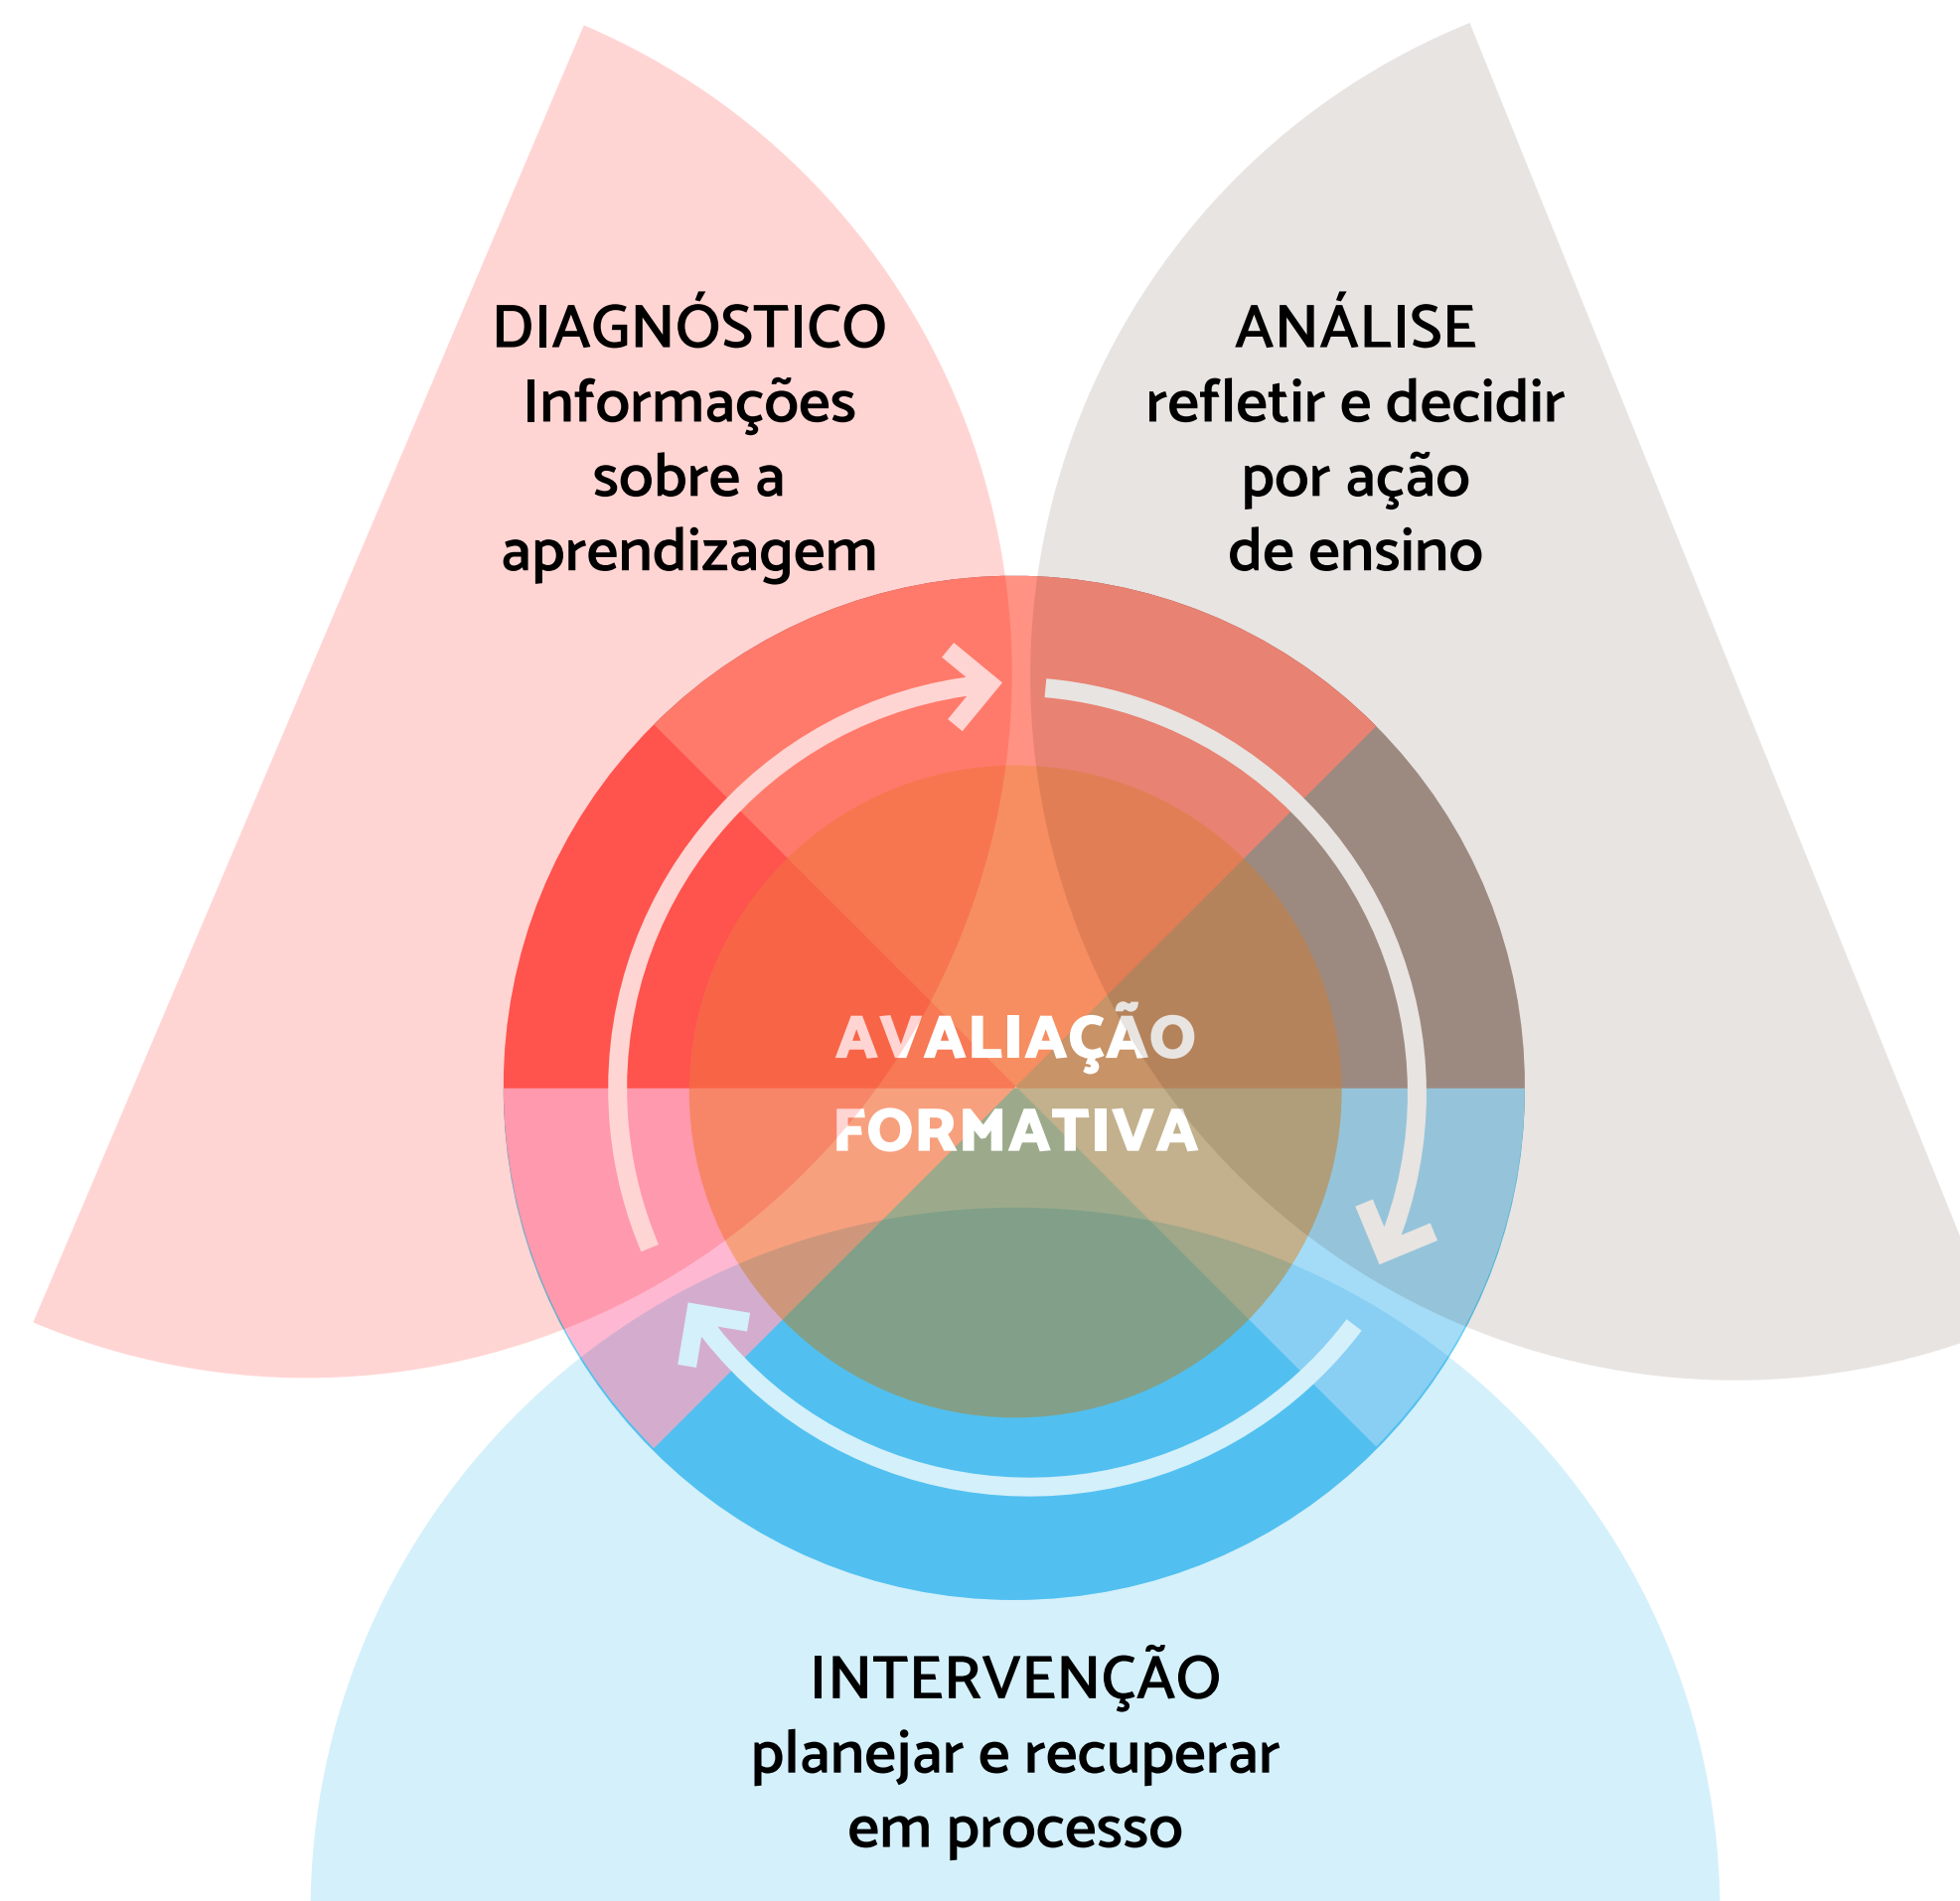 DIAGNÓSTICO
Informações
sobre a
aprendizagem
ANÁLISE
refletir e decidir
por ação
de ensino
AVALIAÇÃO
FORMATIVA
INTERVENÇÃO
planejar e recuperar
em processo